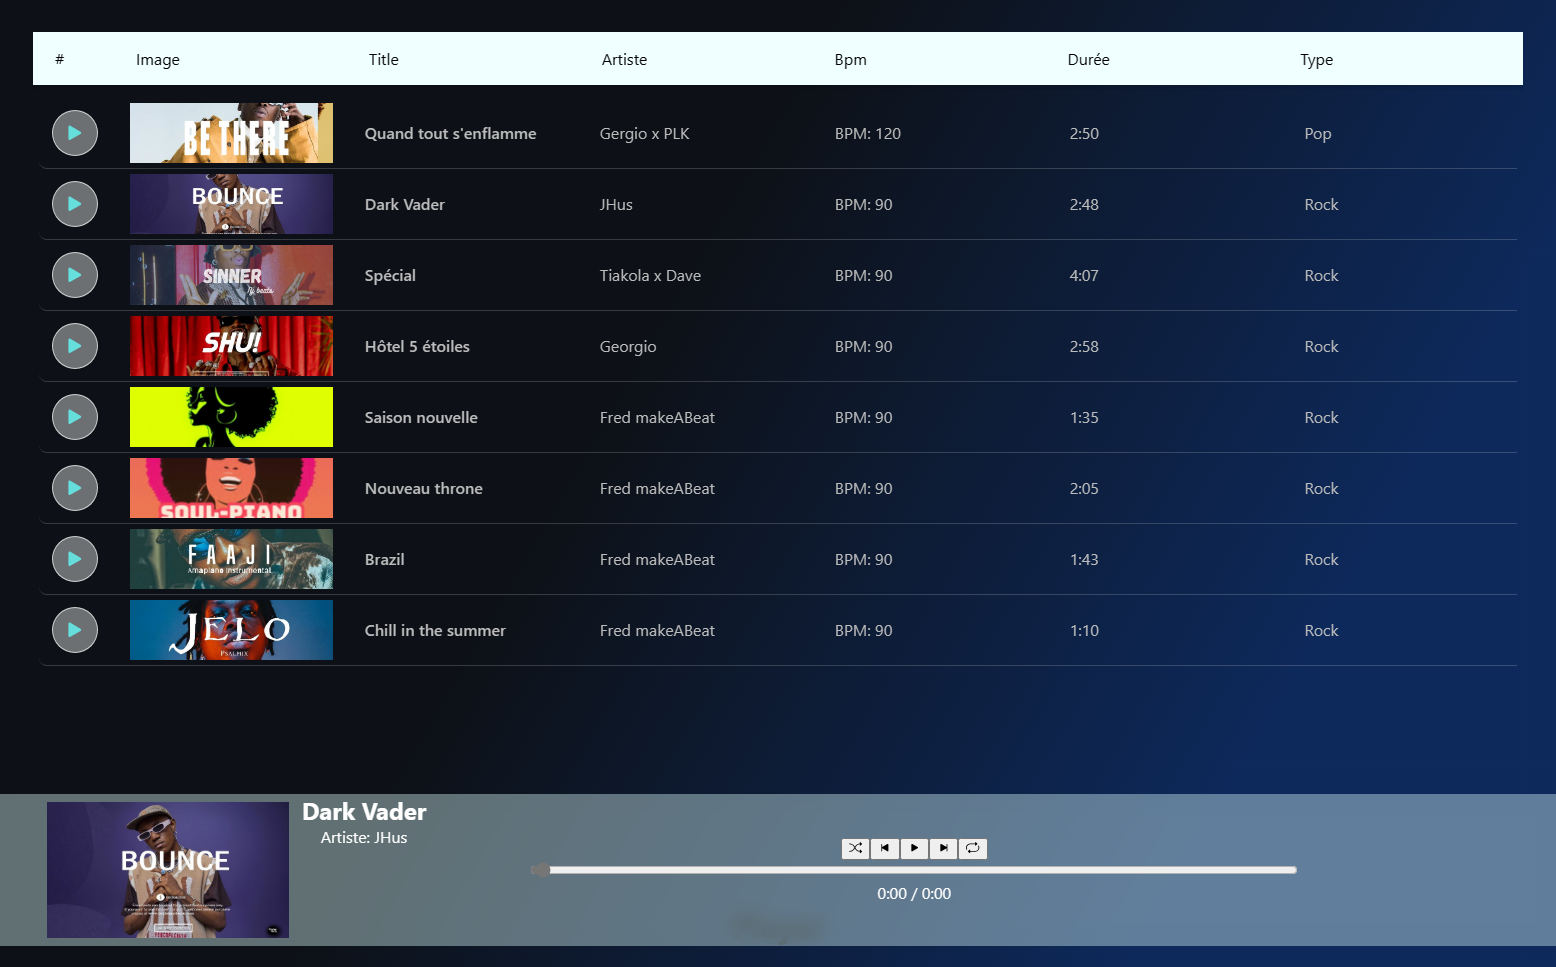 # Image Title Artiste Bpm Durée Type
BE THERE
Quand tout s'enflamme Gergio x PLK BPM: 120 2:50 Pop
BOUNCE
Dark Vader JHus BPM: 90 2:48 Rock
SINNER
Spécial Tiakola x Dave BPM: 90 4:07 Rock
SHU!
Hôtel 5 étoiles Georgio BPM: 90 2:58 Rock
Saison nouvelle Fred makeABeat BPM: 90 1:35 Rock
SOUL-PIANO
Nouveau throne Fred makeABeat BPM: 90 2:05 Rock
FAAJI
Amapiano Instrumental
Brazil Fred makeABeat BPM: 90 1:43 Rock
JELO
PSALMIX
Chill in the summer Fred makeABeat BPM: 90 1:10 Rock
Dark Vader
Artiste: JHus
BOUNCE
0:00 / 0:00
Player